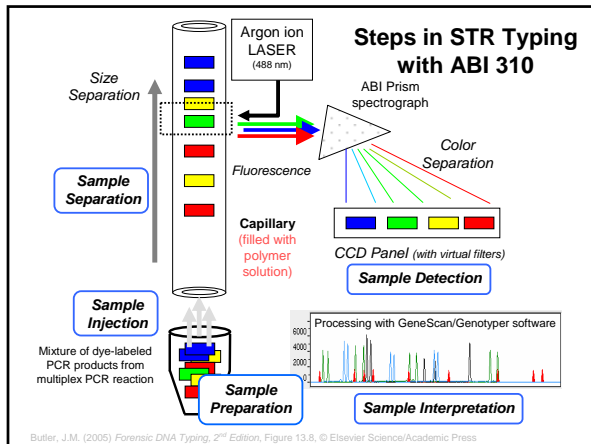 Steps in STR Typing
with ABI 310
Argon ion
LASER
(488 nm)
Size
Separation
ABI Prism
spectrograph
Color
Separation
Fluorescence
Sample
Separation
Capillary
(filled with
polymer
solution)
CCD Panel (with virtual filters)
Sample Detection
Sample
Injection
Mixture of dye-labeled
PCR products from
multiplex PCR reaction
Sample
Preparation
Processing with GeneScan/Genotyper software
6000
4000
2000
0
Sample Interpretation
Butler, J.M. (2005) Forensic DNA Typing, 2nd Edition, Figure 13.8, © Elsevier Science/Academic Press